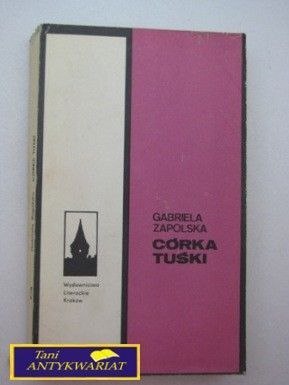 GABRIELA
ZAPOLSKA
CÓRKA
TUŚKI
Wydawnictwo
Literackie
Kraków
Tani
ANTYKWARIAT